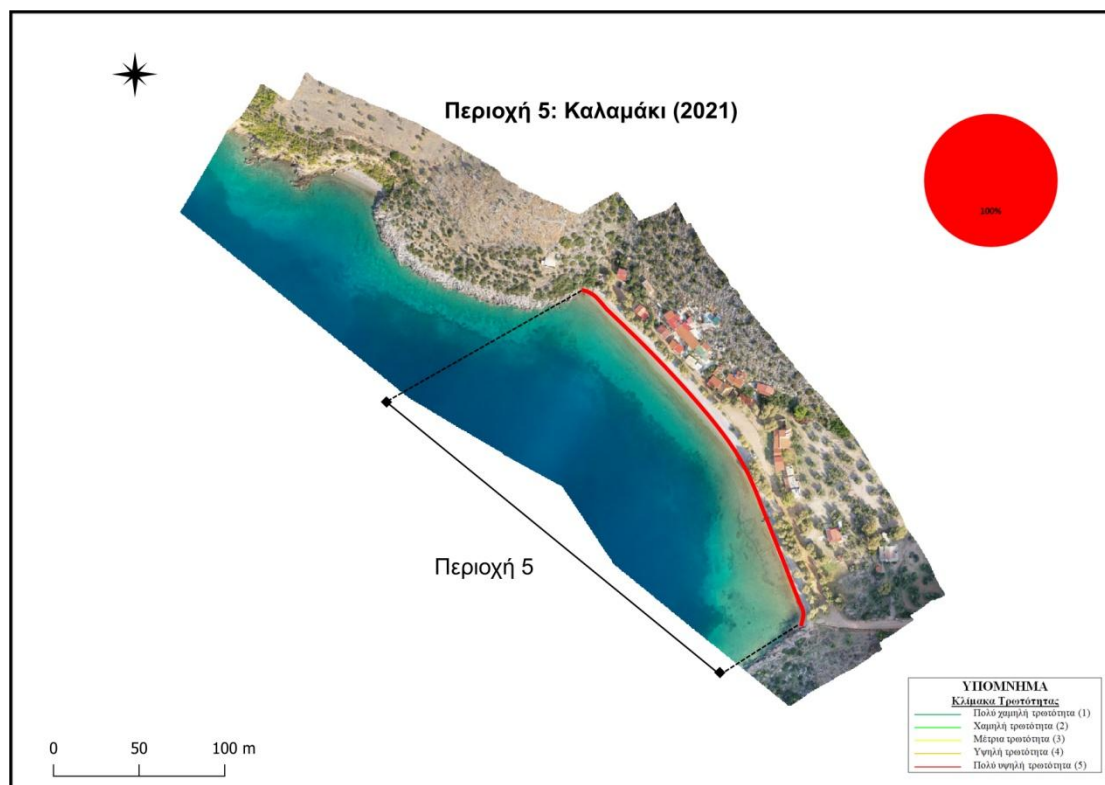 Περιοχή 5: Καλαμάκι (2021)
100%
Περιοχή 5
0 50 100 m
ΥΠΟΜΝΗΜΑ
Κλίμακα Τρωτότητας
Πολύ χαμηλή τρωτότητα (1)
Χαμηλή τρωτότητα (2)
Μέτρια τρωτότητα (3)
Υψηλή τρωτότητα (4)
Πολύ υψηλή τρωτότητα (5)